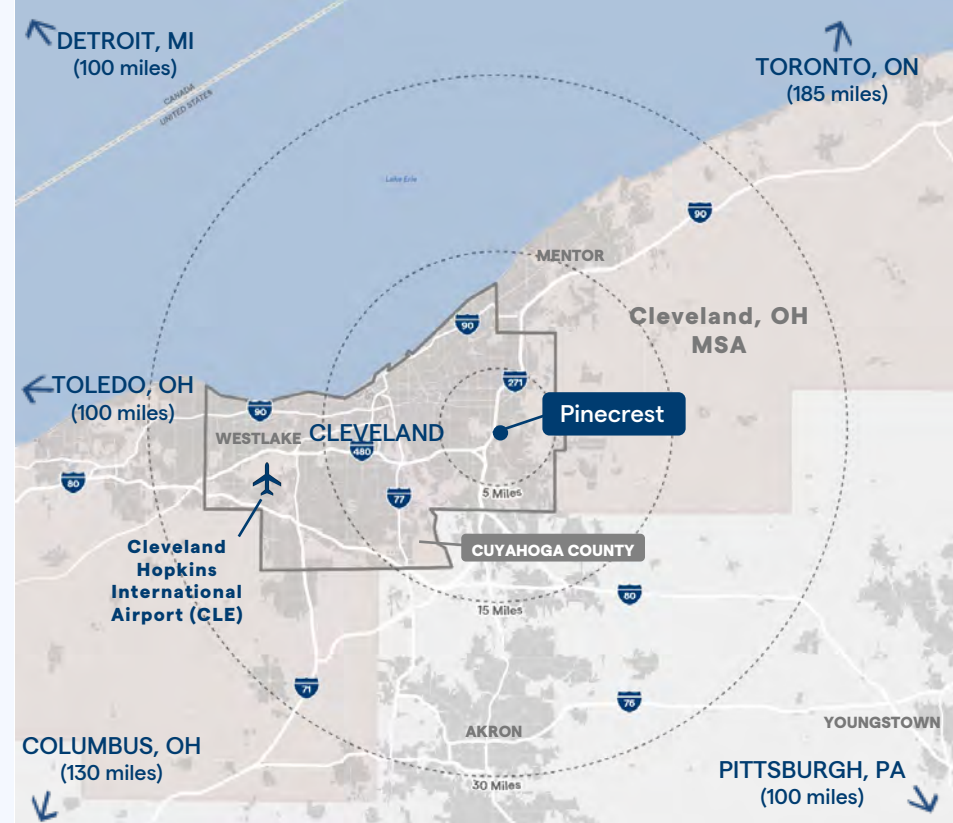 DETROIT, MI
(100 miles)
TORONTO, ON
(185 miles)
CANADA
UNITED STATES
Lake Erie
90
MENTOR
Cleveland, OH
MSA
90
271
TOLEDO, OH
(100 miles)
90
Pinecrest
WESTLAKE
CLEVELAND
480
80
77
5 Miles
Cleveland
Hopkins
International
Airport (CLE)
CUYAHOGA COUNTY
80
15 Miles
71
76
AKRON
YOUNGSTOWN
COLUMBUS, OH
(130 miles)
30 Miles
PITTSBURGH, PA
(100 miles)